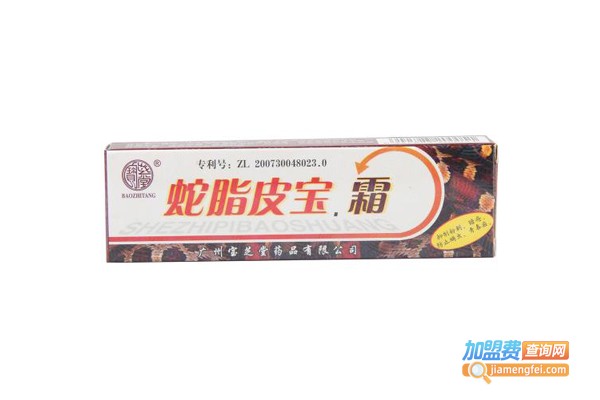 专利号：ZL 200730048023.0
BAOZHITANG
®
蛇脂皮宝.霜
SHEZHIPIBAOSHUANG
广州宝芝堂药品有限公司
加盟费查询网
jiamengfei.com